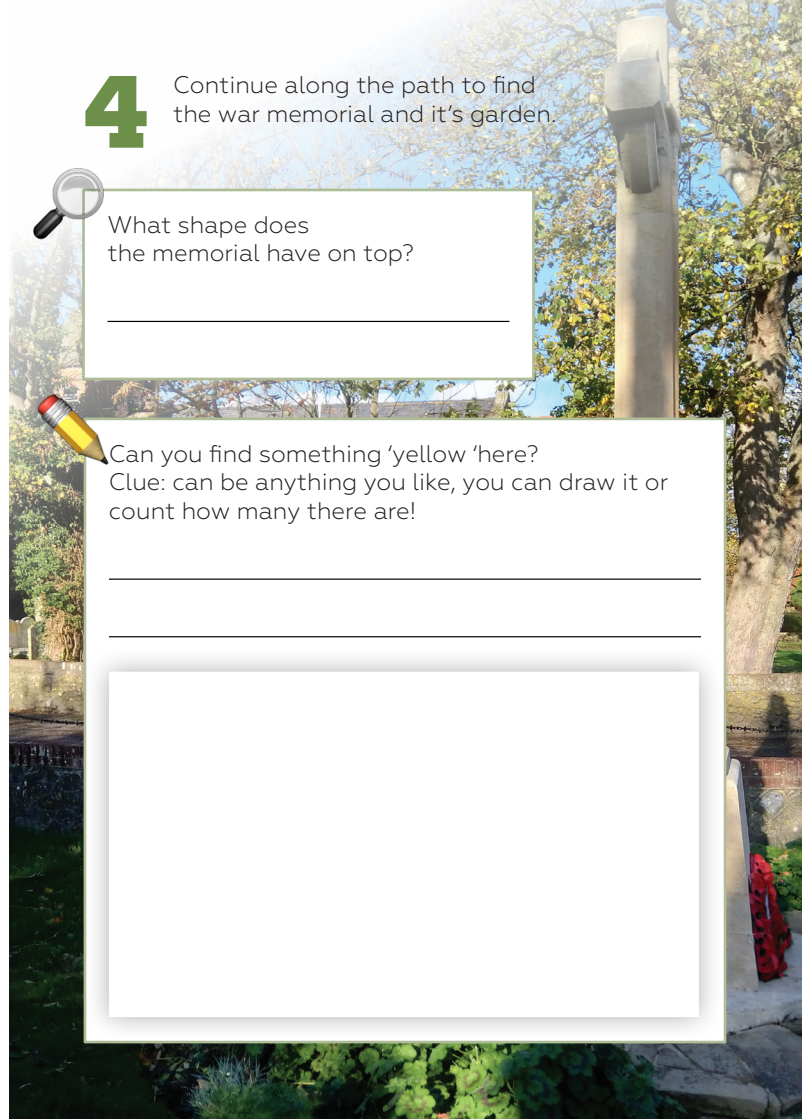 4
Continue along the path to find
the war memorial and it's garden.
What shape does
the memorial have on top?
Can you find something ‘yellow ‘here?
Clue: can be anything you like, you can draw it or
count how many there are!